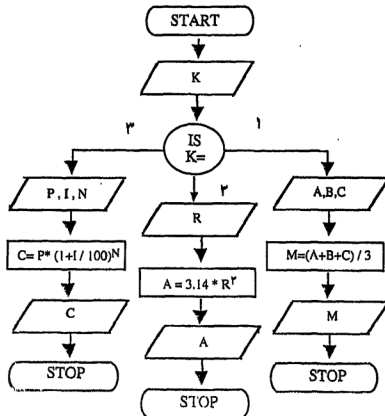 START
K
IS
K=
۳
۲
۱
P, I, N
C= P* (1+I / 100)ᴺ
C
STOP
R
A = 3.14 * R۲
A
STOP
A,B,C
M=(A+B+C) / 3
M
STOP